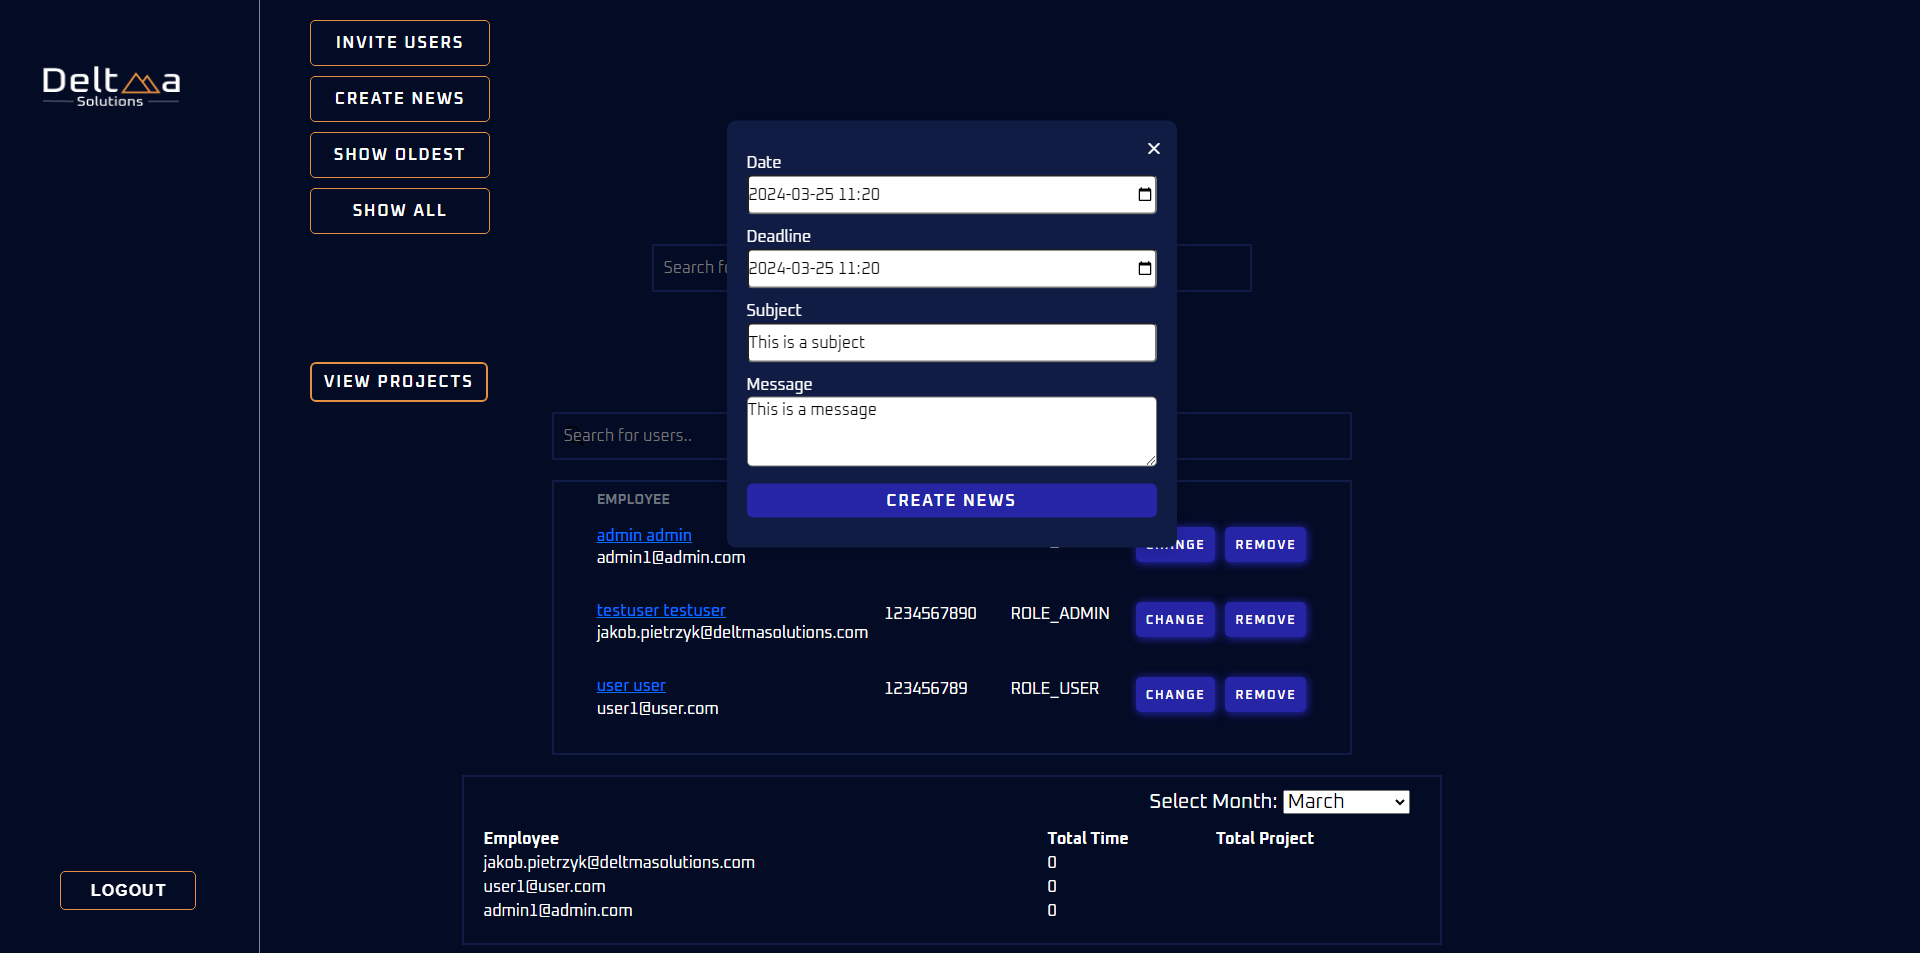 Deltma
Solutions
INVITE USERS
CREATE NEWS
SHOW OLDEST
SHOW ALL
Search fo
VIEW PROJECTS
Date
2024-03-25 11:20
Deadline
2024-03-25 11:20
Subject
This is a subject
Message
This is a message
CREATE NEWS
Search for users..
EMPLOYEE
admin admin
admin1@admin.com
CHANGE REMOVE
testuser testuser
jakob.pietrzyk@deltmasolutions.com 1234567890 ROLE_ADMIN CHANGE REMOVE
user user
user1@user.com 123456789 ROLE_USER CHANGE REMOVE
Select Month: March
Employee Total Time Total Project
jakob.pietrzyk@deltmasolutions.com 0
user1@user.com 0
admin1@admin.com 0
LOGOUT